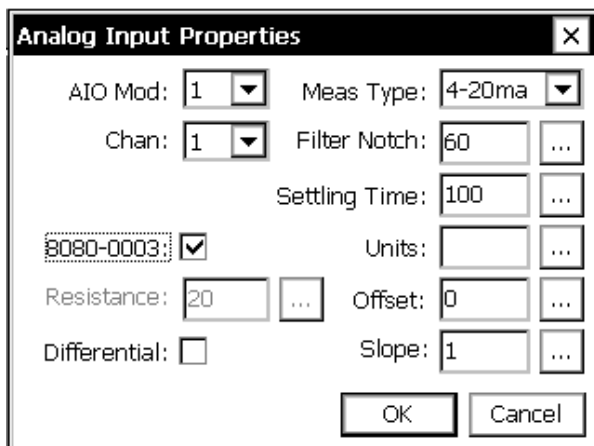 Analog Input Properties
AIO Mod: 1 Meas Type: 4-20ma
Chan: 1 Filter Notch: 60 ...
Settling Time: 100 ...
8080-0003: Units: ...
Resistance: 20 ... Offset: 0 ...
Differential: Slope: 1 ...
OK Cancel